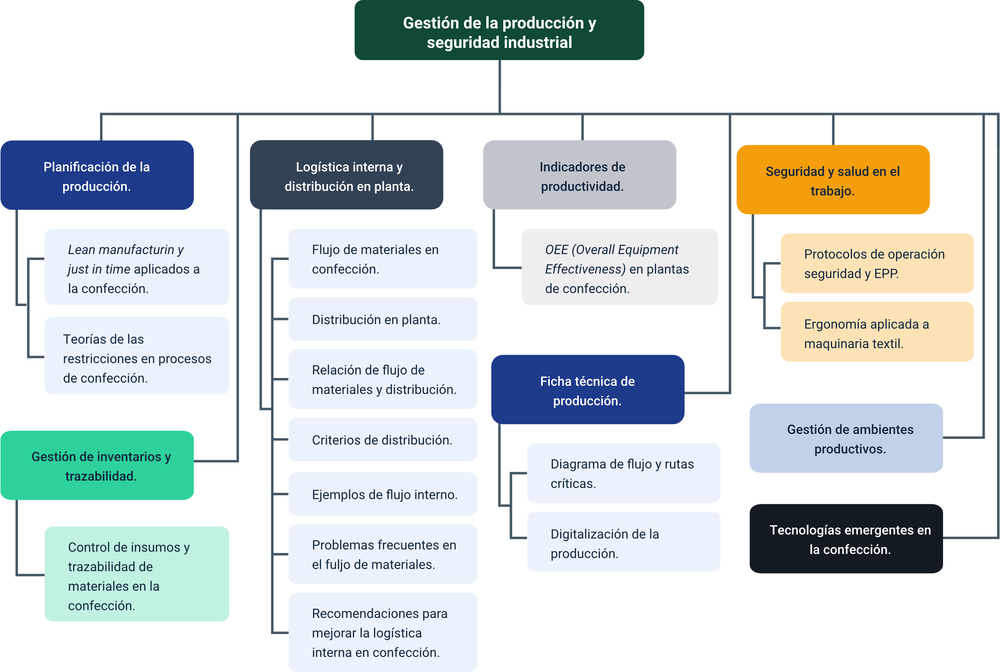 Gestión de la producción y
seguridad industrial
Planificación de la
producción.
Lean manufacturin y
just in time aplicados a
la confección.
Teorías de las
restricciones en procesos
de confección.
Gestión de inventarios y
trazabilidad.
Control de insumos y
trazabilidad de
materiales en la
confección.
Logística interna y
distribución en planta.
Flujo de materiales en
confección.
Distribución en planta.
Relación de flujo de
materiales y distribución.
Criterios de distribución.
Ejemplos de flujo interno.
Problemas frecuentes en
el fuljo de materiales.
Recomendaciones para
mejorar la logística
interna en confección.
Indicadores de
productividad.
OEE (Overall Equipment
Effectiveness) en plantas
de confección.
Ficha técnica de
producción.
Diagrama de flujo y rutas
críticas.
Digitalización de la
producción.
Seguridad y salud en el
trabajo.
Protocolos de operación
seguridad y EPP.
Ergonomía aplicada a
maquinaria textil.
Gestión de ambientes
productivos.
Tecnologías emergentes en
la confección.